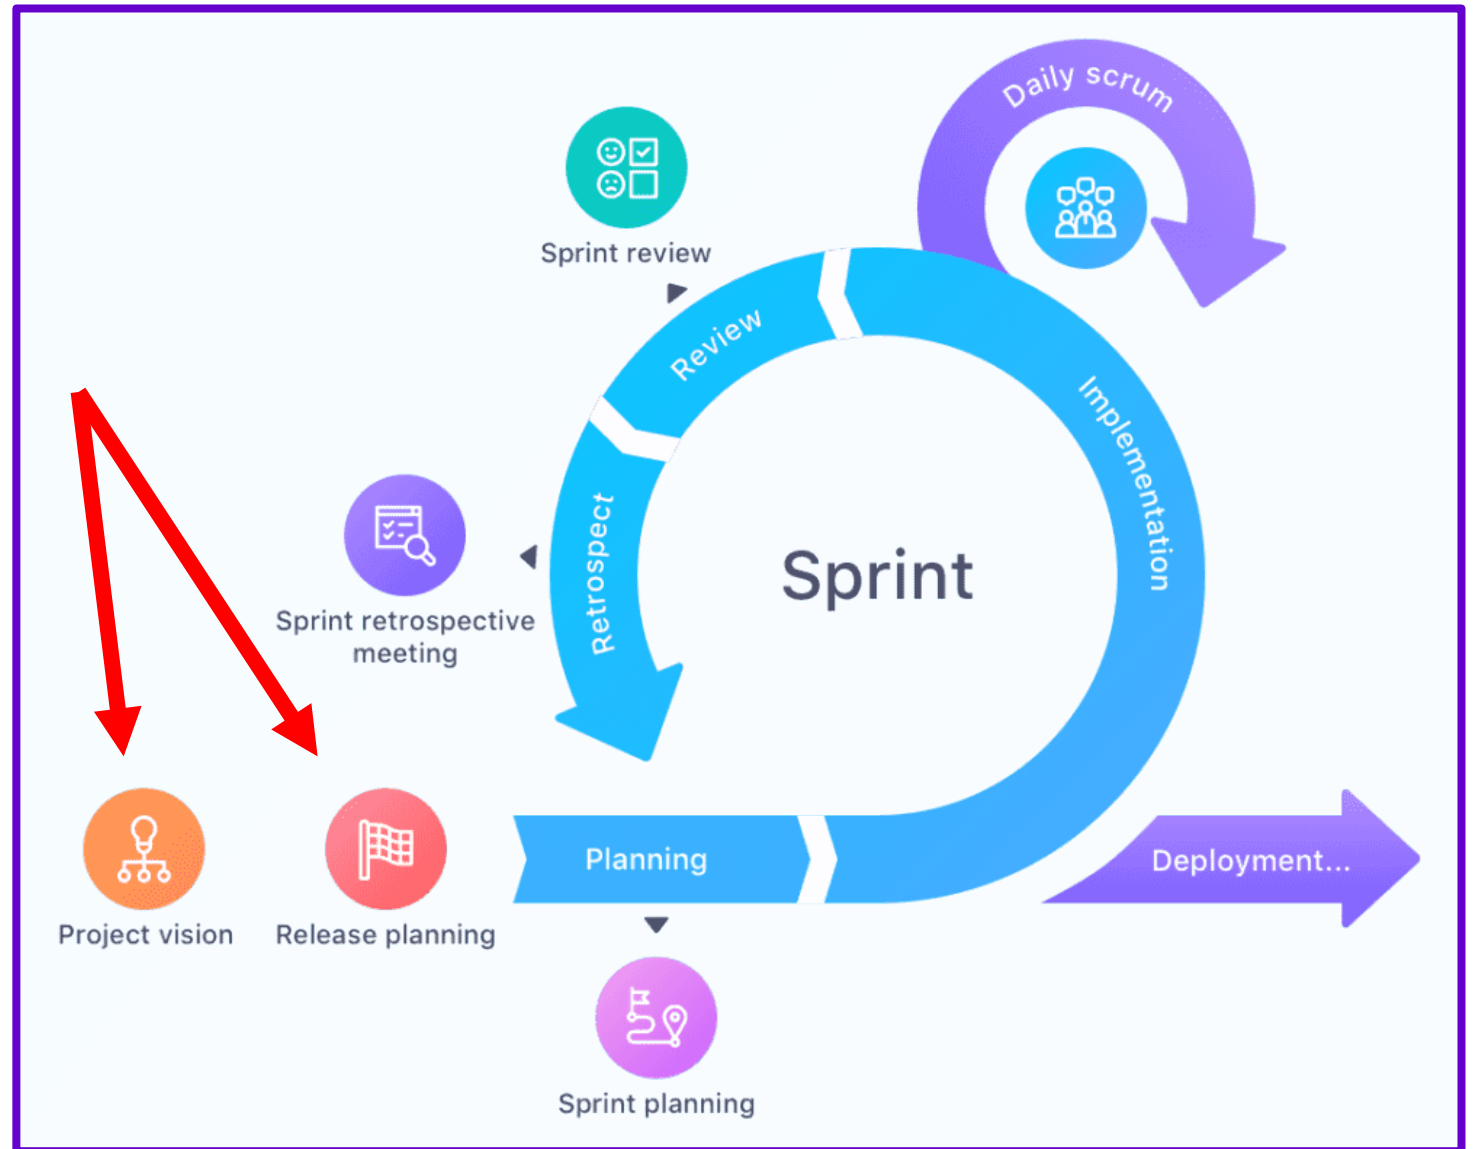 Daily scrum
Sprint review
Review
Implementation
Retrospect
Sprint
Sprint retrospective
meeting
Planning
Deployment...
Project vision
Release planning
Sprint planning